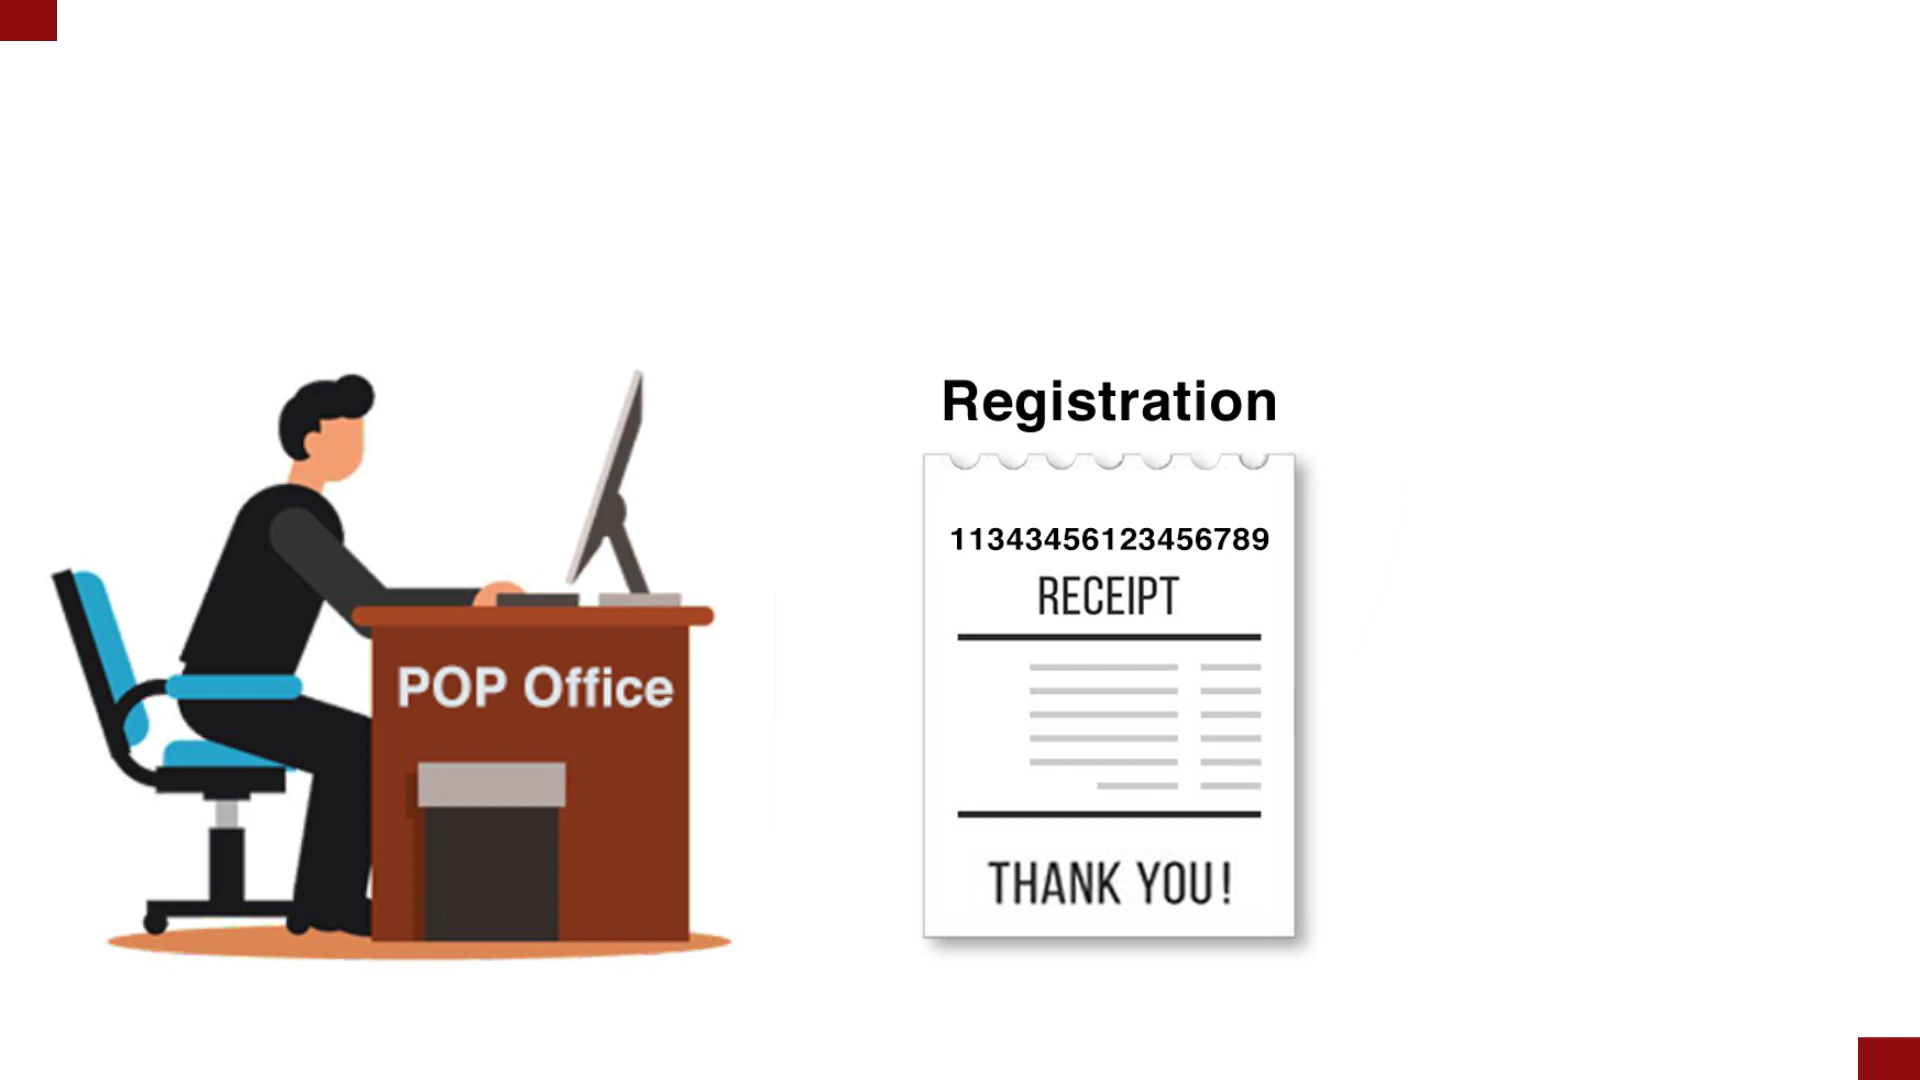 Registration
11343456123456789
RECEIPT
POP Office
THANK YOU!